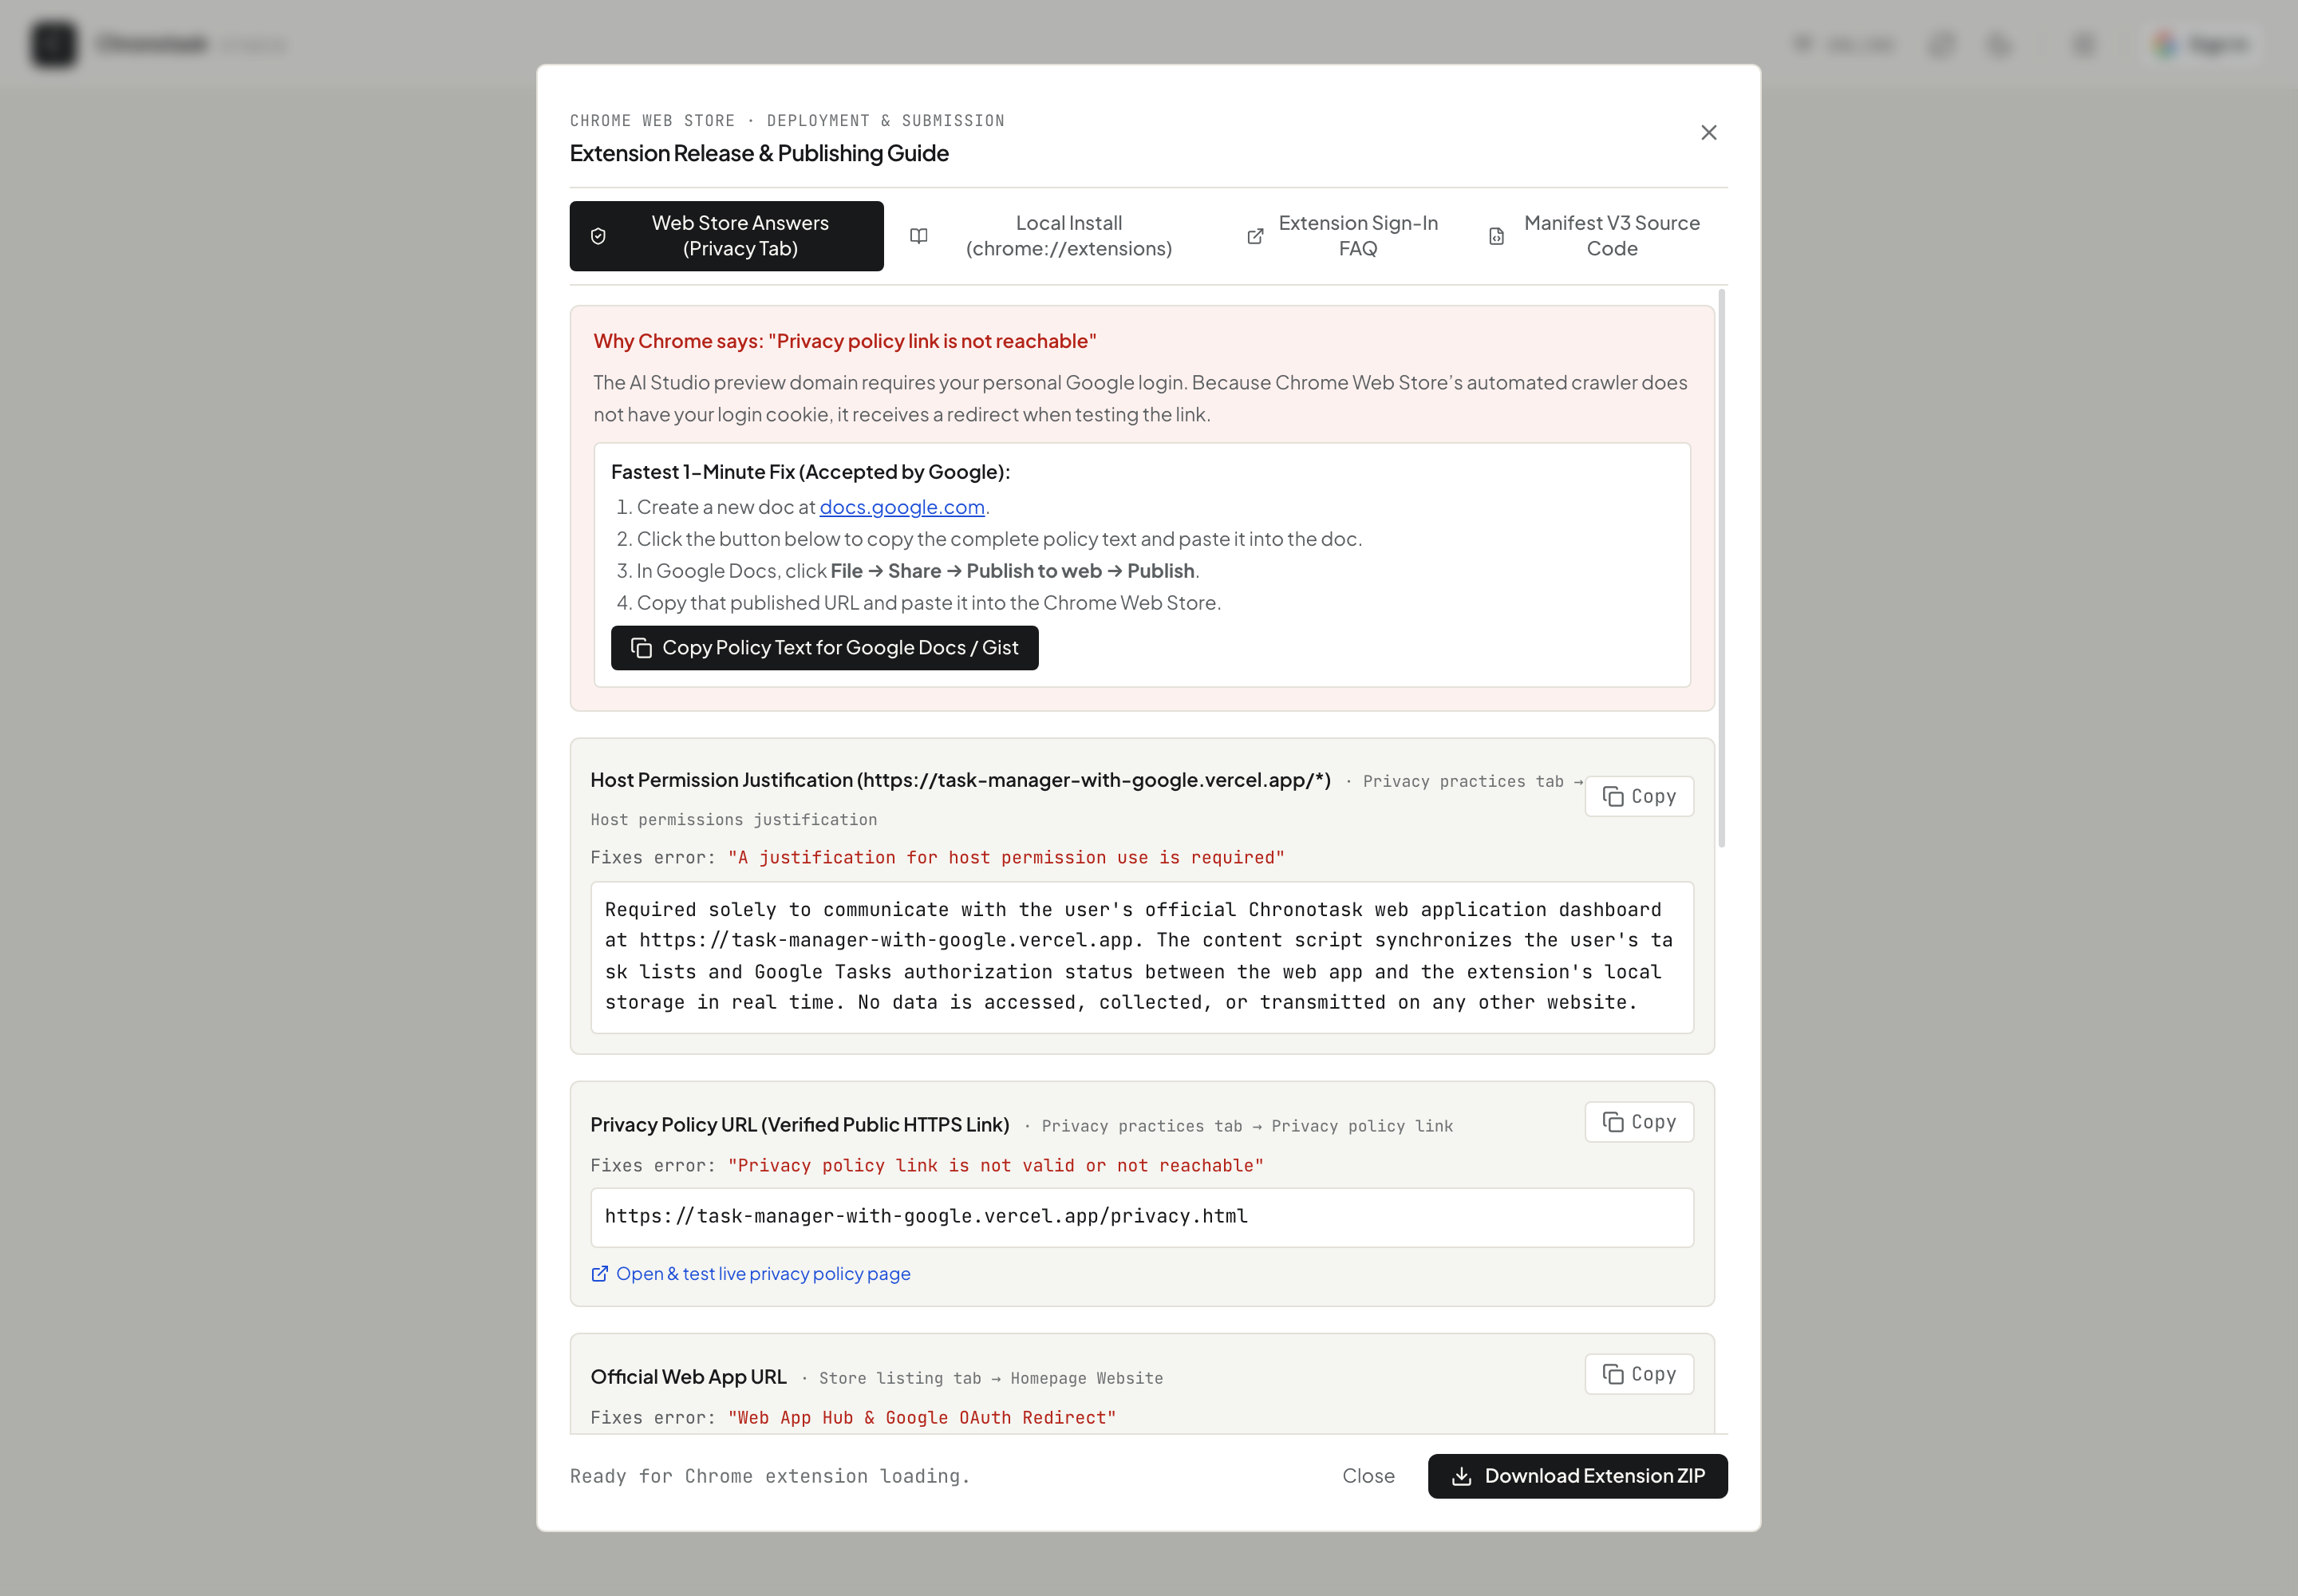 Chronotask
Sign In
CHROME WEB STORE · DEPLOYMENT & SUBMISSION
Extension Release & Publishing Guide
Web Store Answers
(Privacy Tab)
Local Install
(chrome://extensions)
Extension Sign-In
FAQ
Manifest V3 Source
Code
Why Chrome says: "Privacy policy link is not reachable"
The AI Studio preview domain requires your personal Google login. Because Chrome Web Store's automated crawler does
not have your login cookie, it receives a redirect when testing the link.
Fastest 1-Minute Fix (Accepted by Google):
1. Create a new doc at docs.google.com.
2. Click the button below to copy the complete policy text and paste it into the doc.
3. In Google Docs, click File → Share → Publish to web → Publish.
4. Copy that published URL and paste it into the Chrome Web Store.
Copy Policy Text for Google Docs / Gist
Host Permission Justification (https://task-manager-with-google.vercel.app/*) · Privacy practices tab →
Copy
Host permissions justification
Fixes error: "A justification for host permission use is required"
Required solely to communicate with the user's official Chronotask web application dashboard
at https://task-manager-with-google.vercel.app. The content script synchronizes the user's ta
sk lists and Google Tasks authorization status between the web app and the extension's local
storage in real time. No data is accessed, collected, or transmitted on any other website.
Privacy Policy URL (Verified Public HTTPS Link) · Privacy practices tab → Privacy policy link
Copy
Fixes error: "Privacy policy link is not valid or not reachable"
https://task-manager-with-google.vercel.app/privacy.html
Open & test live privacy policy page
Official Web App URL · Store listing tab → Homepage Website
Copy
Fixes error: "Web App Hub & Google OAuth Redirect"
Ready for Chrome extension loading.
Close
Download Extension ZIP